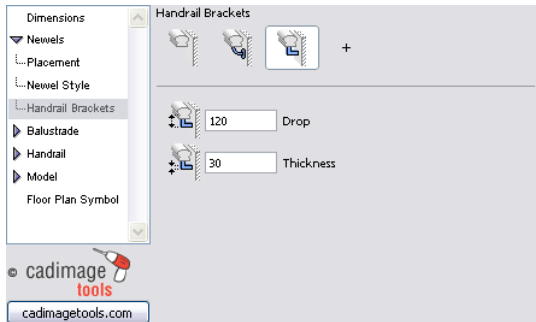 Handrail Brackets
Dimensions
Newels
Placement
Newel Style
Handrail Brackets
Balustrade
Handrail
Model
Floor Plan Symbol
+
120 Drop
30 Thickness
© cadimage
tools
cadimagetools.com